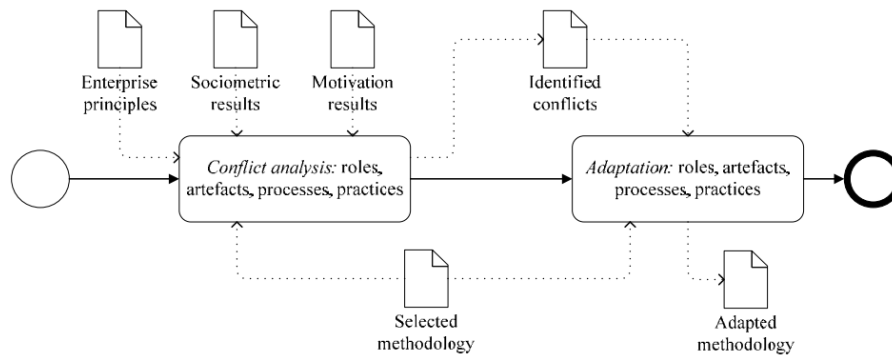 Enterprise
principles
Sociometric
results
Motivation
results
Identified
conflicts
Conflict analysis: roles,
artefacts, processes, practices
Adaptation: roles, artefacts,
processes, practices
Selected
methodology
Adapted
methodology